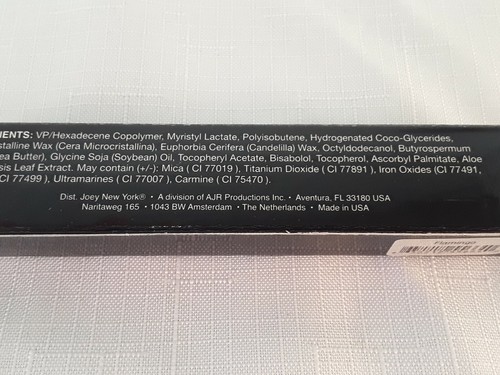 IENTS: VP/Hexadecene Copolymer, Myristyl Lactate, Polyisobutene, Hydrogenated Coco-Glycerides,
stalline Wax (Cera Microcristallina), Euphorbia Cerifera (Candelilla) Wax, Octyldodecanol, Butyrospermum
ea Butter), Glycine Soja (Soybean) Oil, Tocopheryl Acetate, Bisabolol, Tocopherol, Ascorbyl Palmitate, Aloe
sis Leaf Extract. May contain (+/-): Mica ( CI 77019 ), Titanium Dioxide ( CI 77891 ), Iron Oxides (CI 77491,
CI 77499 ), Ultramarines ( CI 77007 ), Carmine ( CI 75470 ).
Dist. Joey New York® • A division of AJR Productions Inc. • Aventura, FL 33180 USA
Naritaweg 165 • 1043 BW Amsterdam • The Netherlands • Made in USA
Flamingo